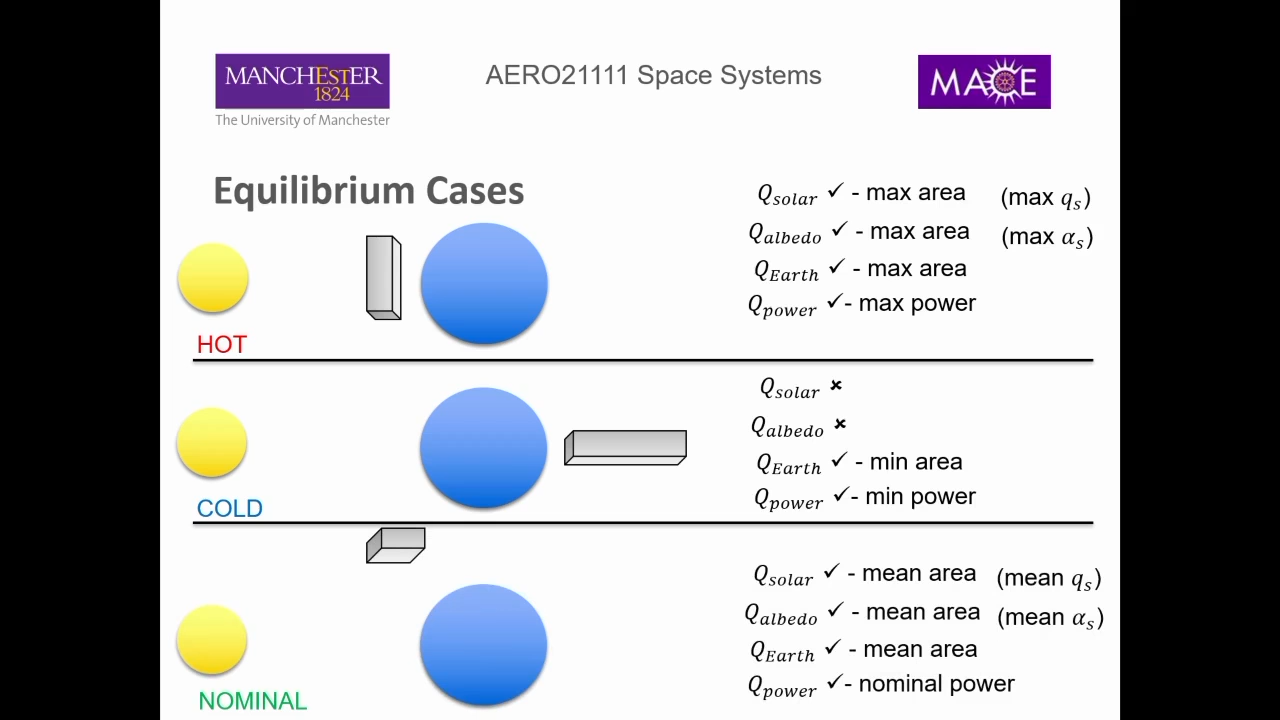 MANCHESTER
1824
The University of Manchester
AERO21111 Space Systems
MACE
Equilibrium Cases
Q_solar ✓ - max area (max q_s)
Q_albedo ✓ - max area (max α_s)
Q_Earth ✓ - max area
Q_power ✓- max power
HOT
Q_solar ×
Q_albedo ×
Q_Earth ✓ - min area
Q_power ✓- min power
COLD
Q_solar ✓ - mean area (mean q_s)
Q_albedo ✓ - mean area (mean α_s)
Q_Earth ✓ - mean area
Q_power ✓- nominal power
NOMINAL